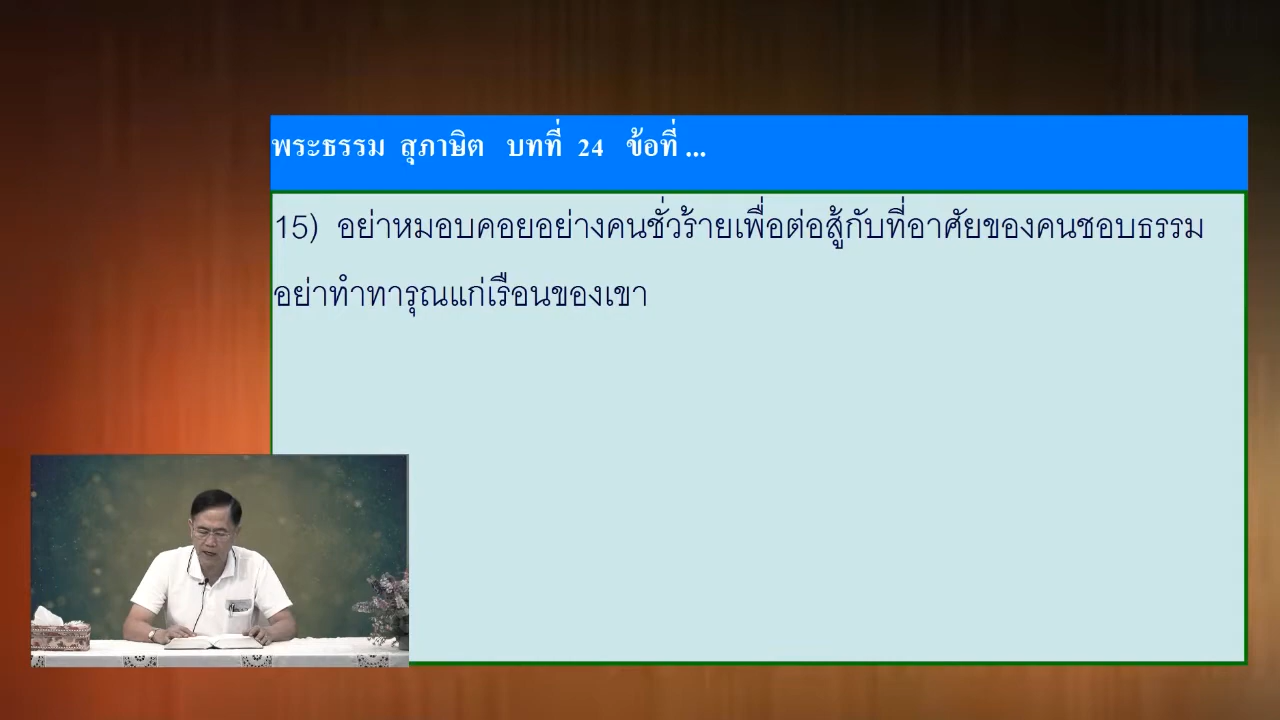 พระธรรม สุภาษิต บทที่ 24 ข้อที่ ...
15) อย่าหมอบคอยอย่างคนชั่วร้ายเพื่อต่อสู้กับที่อาศัยของคนชอบธรรม
อย่าทำทารุณแก่เรือนของเขา